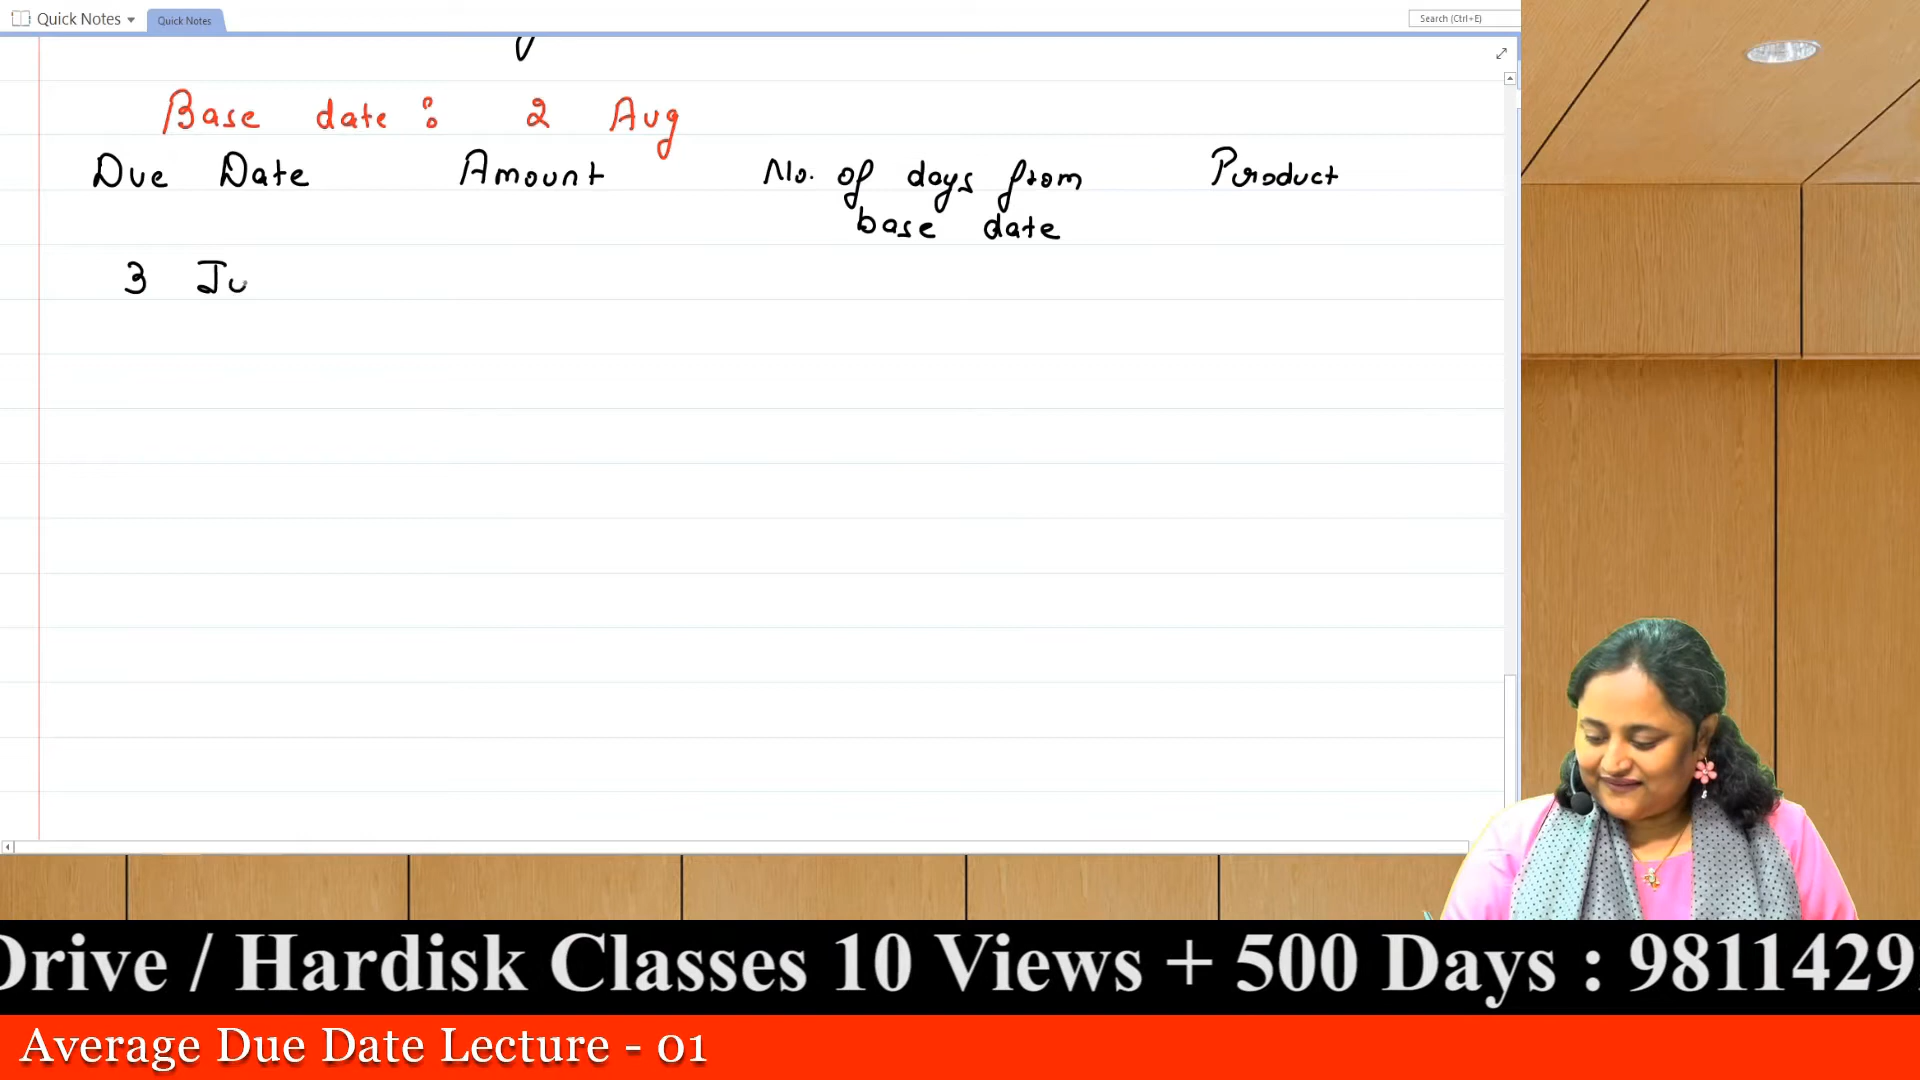 Quick Notes
Quick Notes
Search (Ctrl+E)
Base date : 2 Aug
Due Date Amount No. of days from Product
base date
3 Ju
Drive / Hardisk Classes 10 Views + 500 Days : 9811429
Average Due Date Lecture - 01